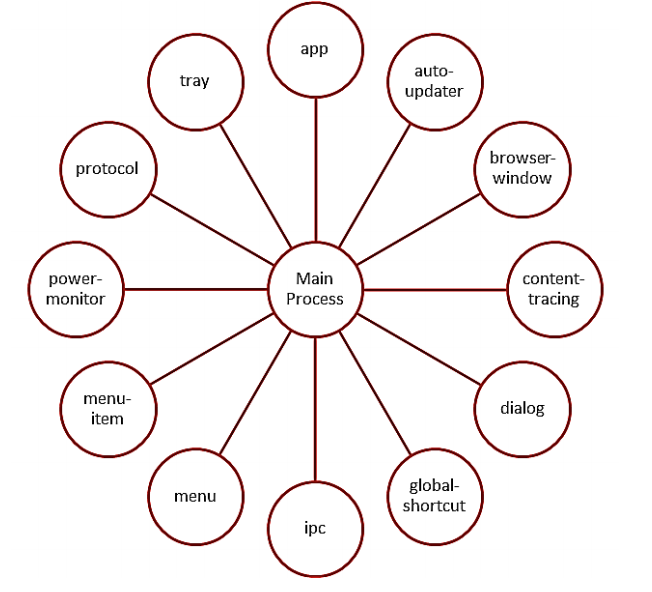 app
auto-
updater
browser-
window
content-
tracing
dialog
global-
shortcut
ipc
menu
menu-
item
power-
monitor
protocol
tray
Main
Process